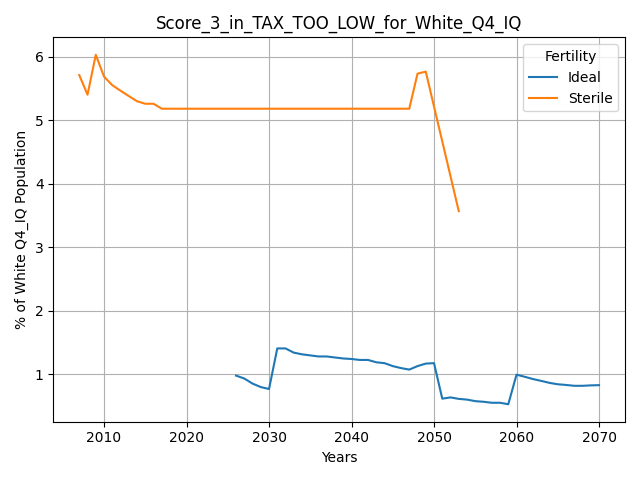 Score_3_in_TAX_TOO_LOW_for_White_Q4_IQ
Fertility
Ideal
Sterile
% of White Q4_IQ Population
6
5
4
3
2
1
2010 2020 2030 2040 2050 2060 2070
Years